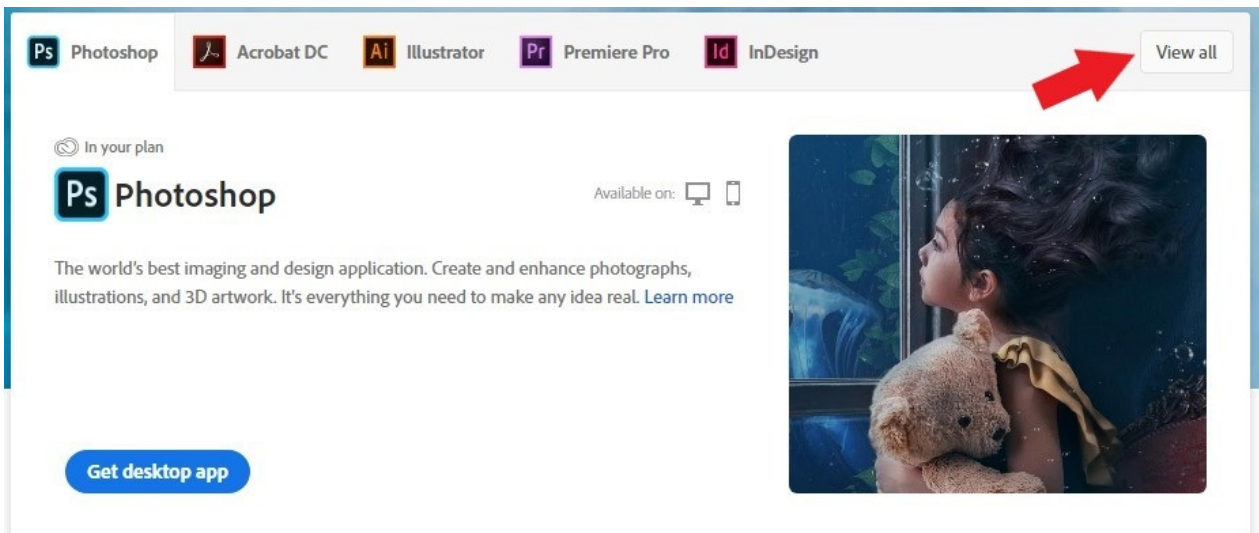 Ps Photoshop Acrobat DC Ai Illustrator Pr Premiere Pro Id InDesign View all
In your plan
Ps Photoshop Available on:
The world's best imaging and design application. Create and enhance photographs,
illustrations, and 3D artwork. It's everything you need to make any idea real. Learn more
Get desktop app